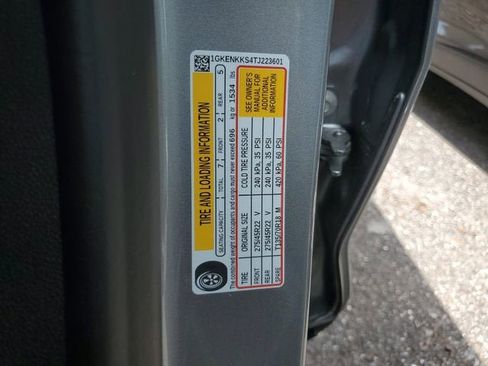 1GKENKKS4TJ223601
TIRE AND LOADING INFORMATION
SEATING CAPACITY TOTAL 7 FRONT 2 REAR 5
The combined weight of occupants and cargo must never exceed 696 kg or 1534 lbs
TIRE ORIGINAL SIZE COLD TIRE PRESSURE
FRONT 275/45R22 V 240 kPa, 35 PSI
REAR 275/45R22 V 240 kPa, 35 PSI
SPARE T135/70R18 M 420 kPa, 60 PSI
SEE OWNER'S
MANUAL FOR
ADDITIONAL
INFORMATION